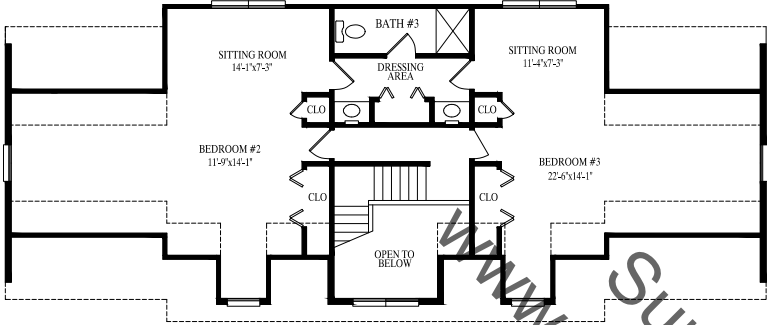 BATH #3
SITTING ROOM
14'-1"x7'-3"
SITTING ROOM
11'-4"x7'-3"
DRESSING
AREA
CLO
CLO
BEDROOM #2
11'-9"x14'-1"
BEDROOM #3
22'-6"x14'-1"
CLO
CLO
OPEN TO
BELOW
www.
Su